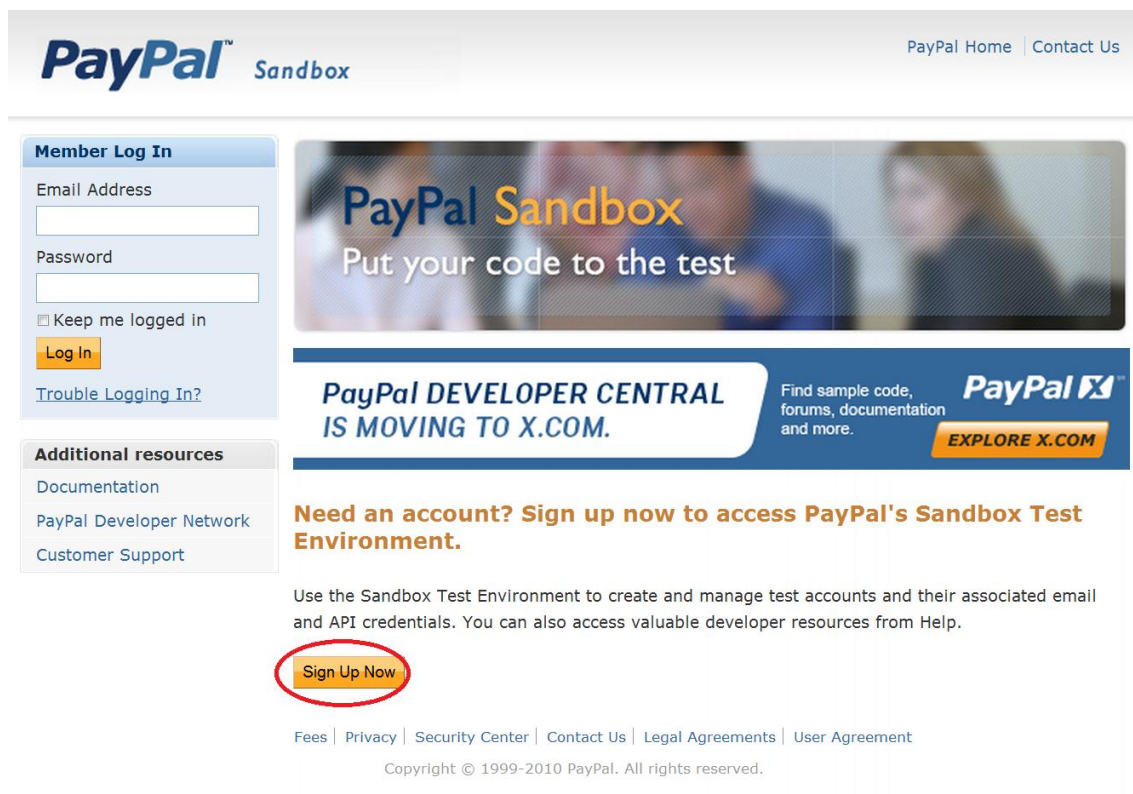 PayPal™ Sandbox
PayPal Home | Contact Us
Member Log In
Email Address
Password
Keep me logged in
Log In
Trouble Logging In?
Additional resources
Documentation
PayPal Developer Network
Customer Support
PayPal Sandbox
Put your code to the test
PayPal DEVELOPER CENTRAL
IS MOVING TO X.COM.
Find sample code,
forums, documentation
and more.
PayPal X™
EXPLORE X.COM
Need an account? Sign up now to access PayPal's Sandbox Test
Environment.
Use the Sandbox Test Environment to create and manage test accounts and their associated email
and API credentials. You can also access valuable developer resources from Help.
Sign Up Now
Fees | Privacy | Security Center | Contact Us | Legal Agreements | User Agreement
Copyright © 1999-2010 PayPal. All rights reserved.